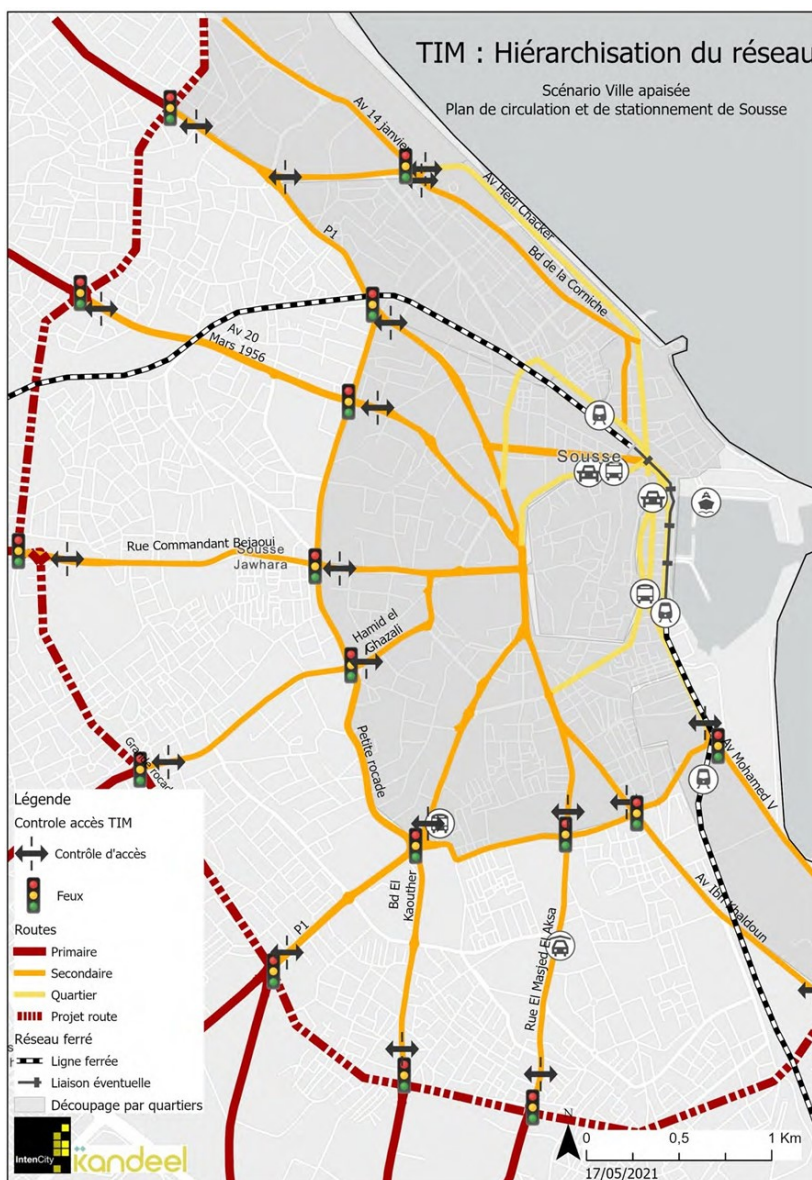 TIM : Hiérarchisation du réseau
Scénario Ville apaisée
Plan de circulation et de stationnement de Sousse
Av 14 janvier
Av Hedi Chacker
P1
Bd de la Corniche
Av 20
Mars 1956
Sousse
Rue Commandant Bejaoui
Sousse
Jawhara
Hamid el
Ghazali
Petite rocade
Av Mohamed V
Légende
Controle accès TIM
Contrôle d'accès
Feux
Routes
Primaire
Secondaire
Quartier
Projet route
Réseau ferré
Ligne ferrée
Liaison éventuelle
Découpage par quartiers
P1
Bd El
Kaouther
Rue El Masjed El Aksa
Av Ibn Khaldoun
InterCity
kandeel
N
0
0,5
1 Km
17/05/2021